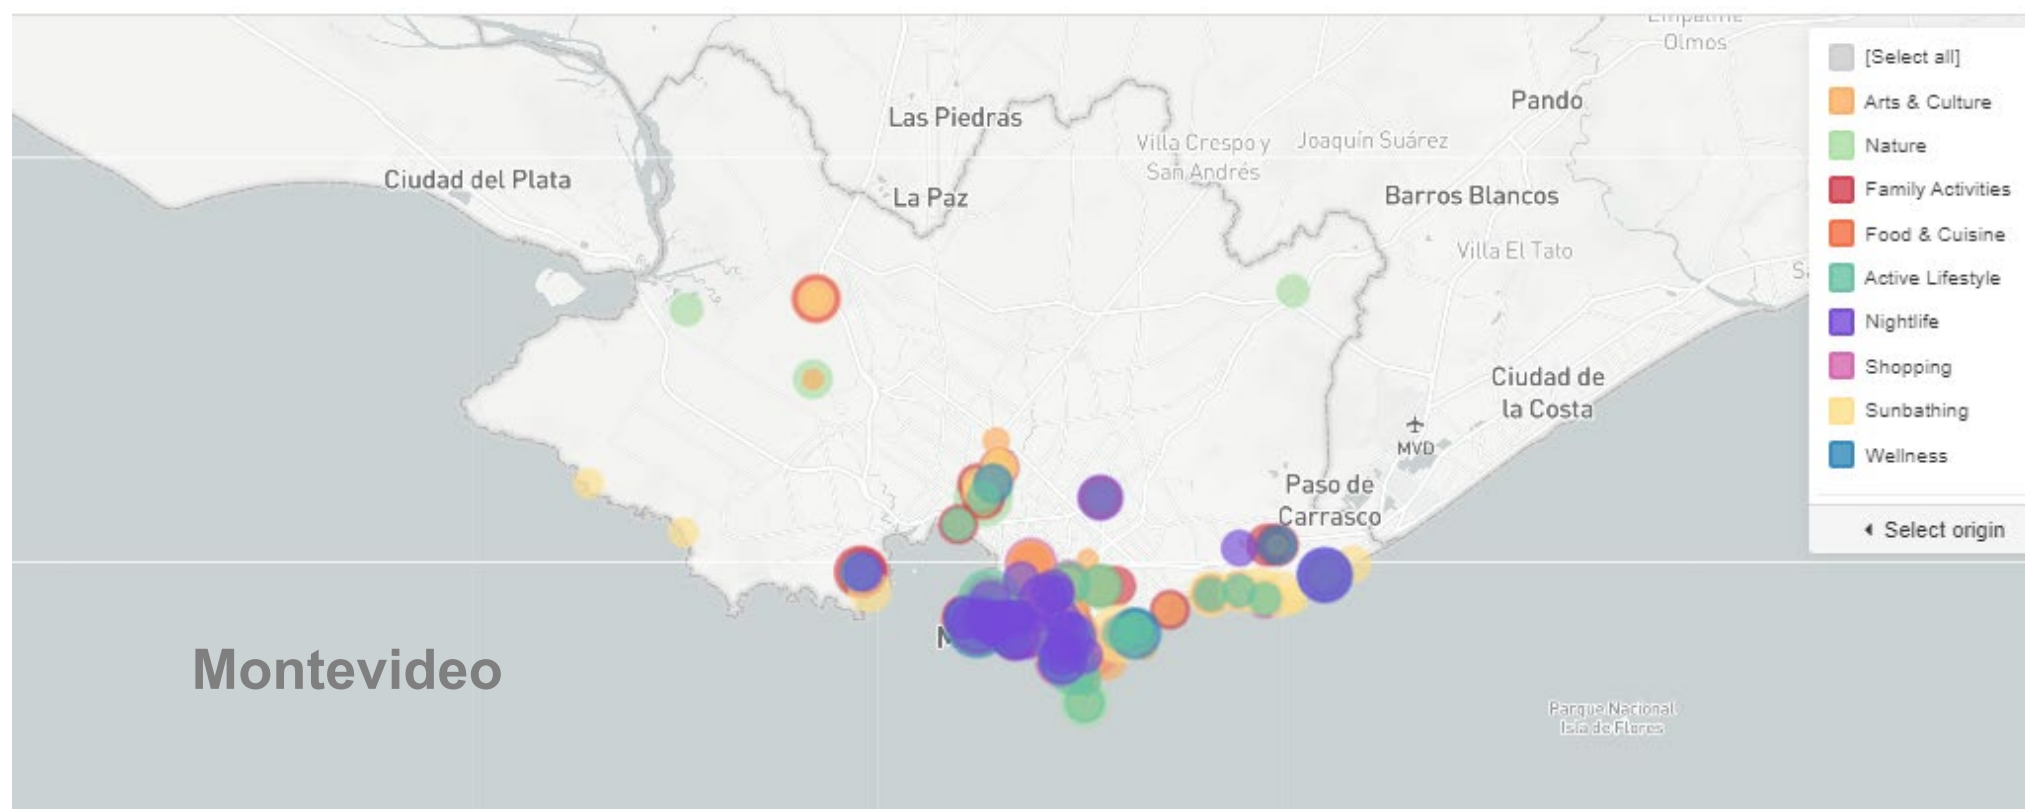 Empalme
Olmos
Pando
Las Piedras
Villa Crespo y
San Andrés
Joaquín Suárez
Ciudad del Plata
La Paz
Barros Blancos
Villa El Tato
Ciudad de
la Costa
MVD
Paso de
Carrasco
Montevideo
Parque Nacional
Isla de Flores
[Select all]
Arts & Culture
Nature
Family Activities
Food & Cuisine
Active Lifestyle
Nightlife
Shopping
Sunbathing
Wellness
Select origin